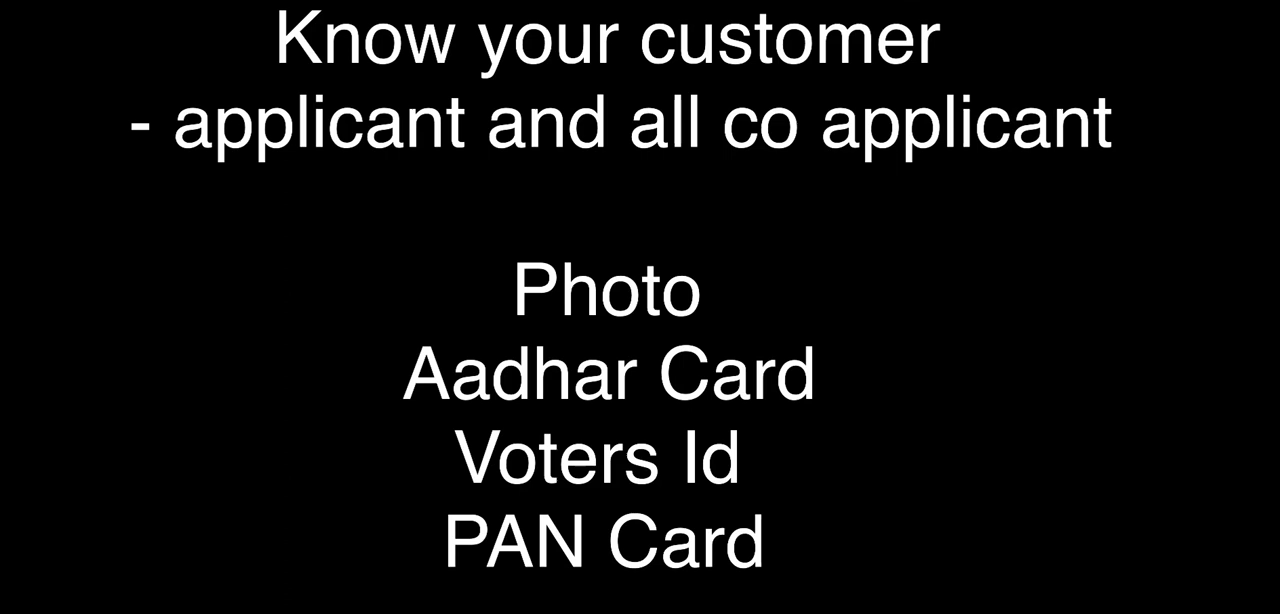 Know your customer
- applicant and all co applicant
Photo
Aadhar Card
Voters Id
PAN Card